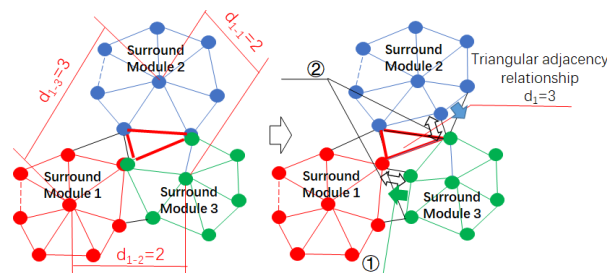 d1-3=3
d1-1=2
Surround
Module 2
Surround
Module 1
Surround
Module 3
d1-2=2
②
Surround
Module 2
Triangular adjacency
relationship
d1=3
Surround
Module 1
Surround
Module 3
①